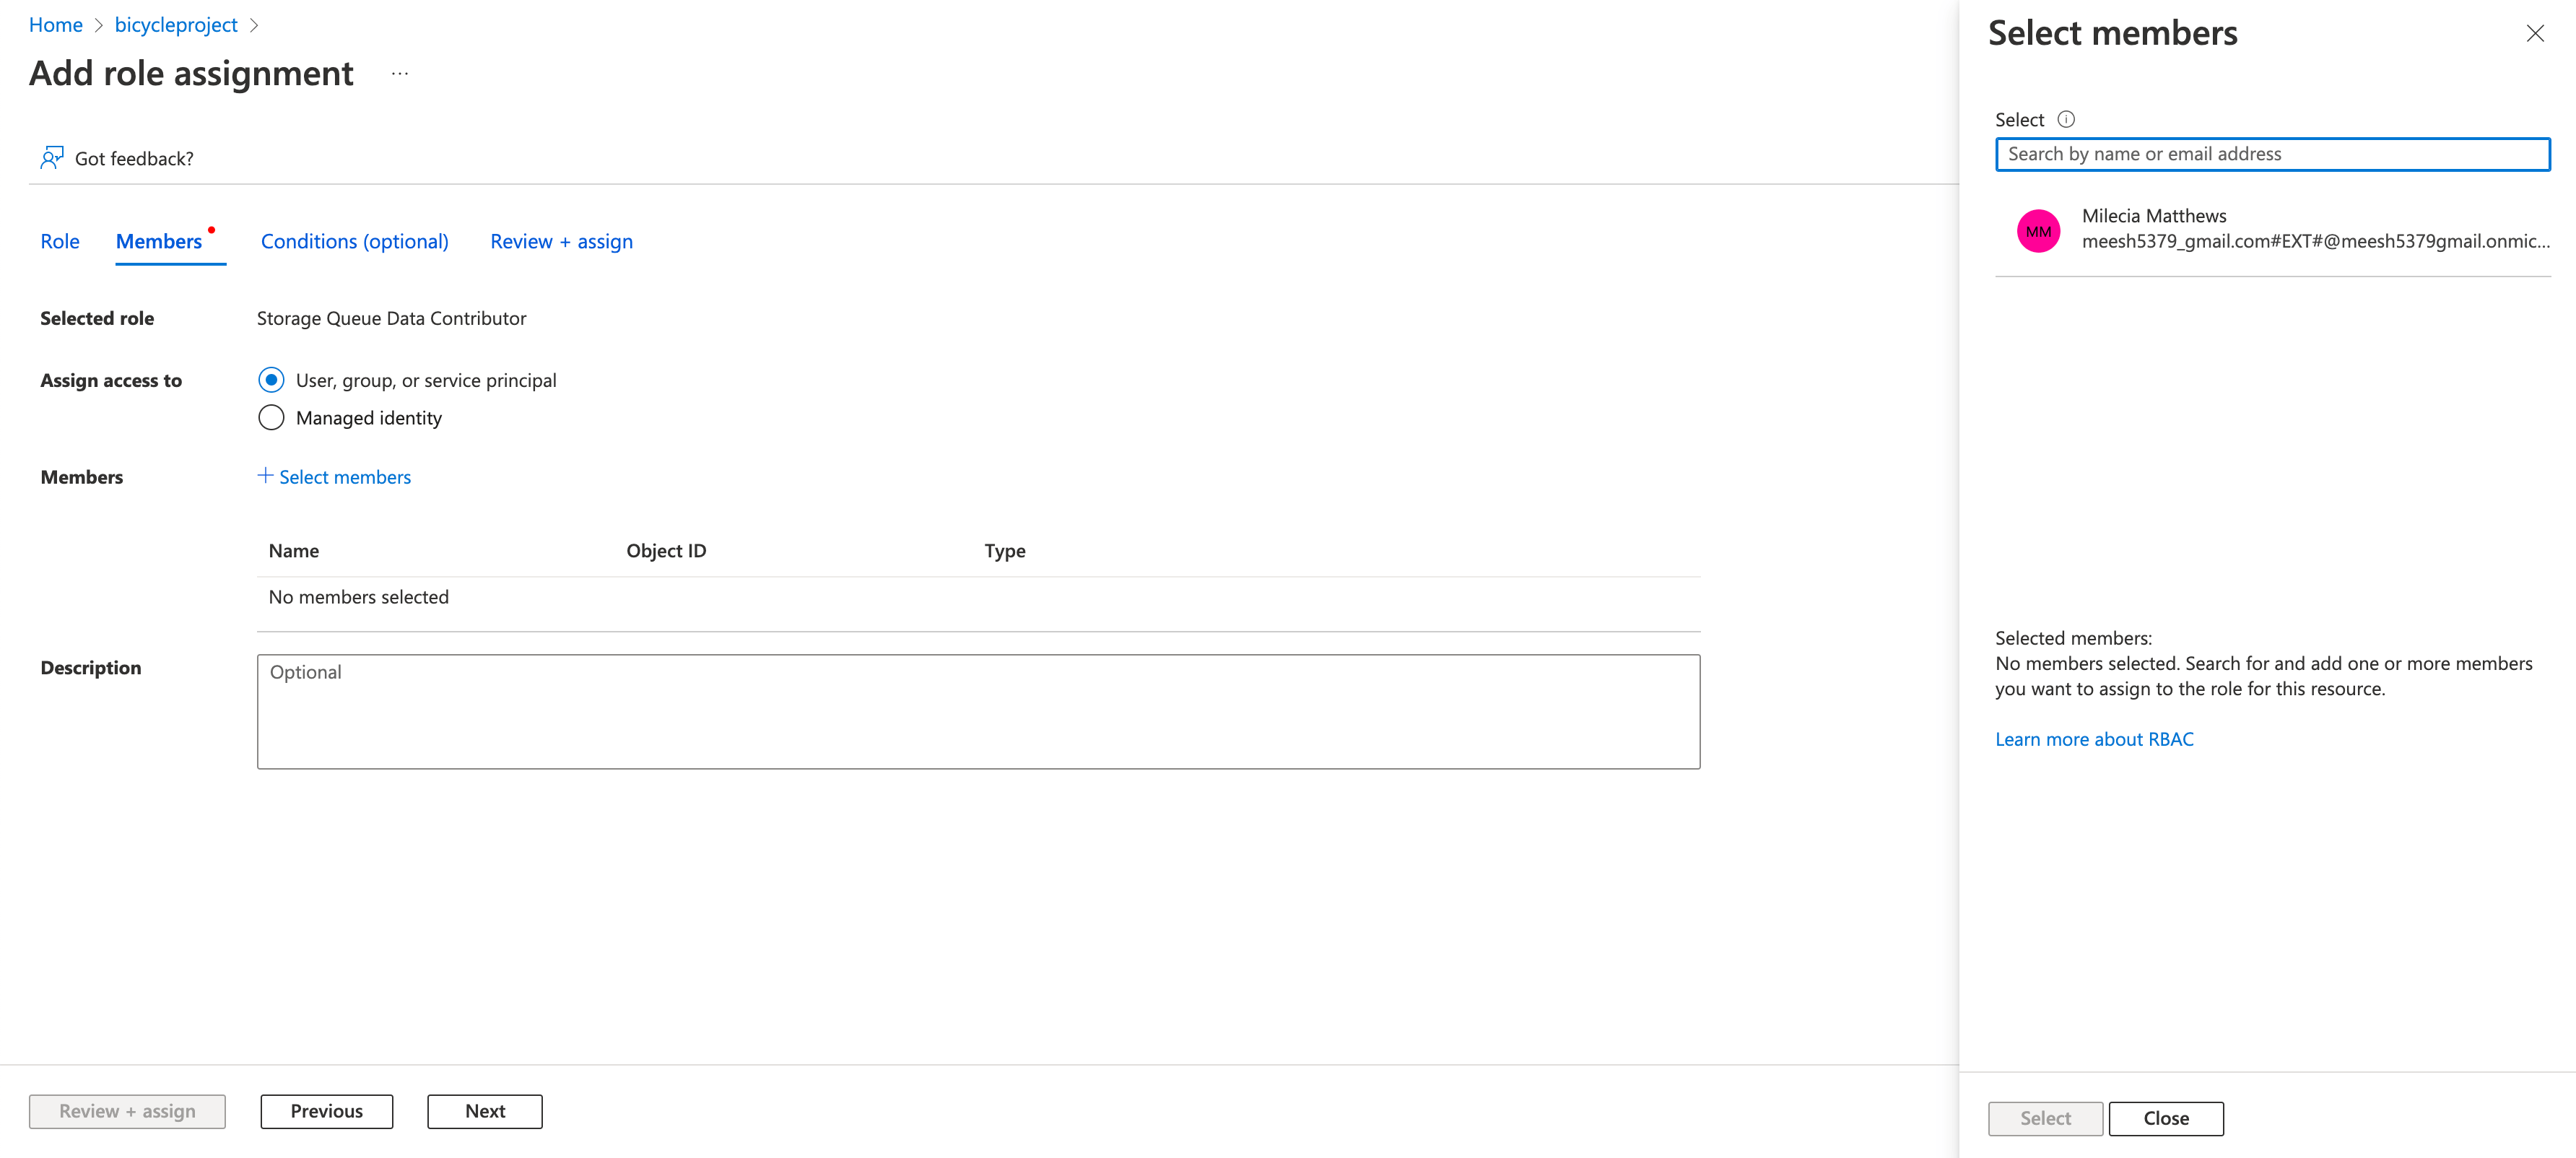 Home > bicycleproject >
Add role assignment ...
Got feedback?
Role Members Conditions (optional) Review + assign
Selected role Storage Queue Data Contributor
Assign access to User, group, or service principal
Managed identity
Members + Select members
Name Object ID Type
No members selected
Description Optional
Review + assign Previous Next
Select members
Select
Search by name or email address
MM
Milecia Matthews
meesh5379_gmail.com#EXT#@meesh5379gmail.onmic...
Selected members:
No members selected. Search for and add one or more members
you want to assign to the role for this resource.
Learn more about RBAC
Select Close